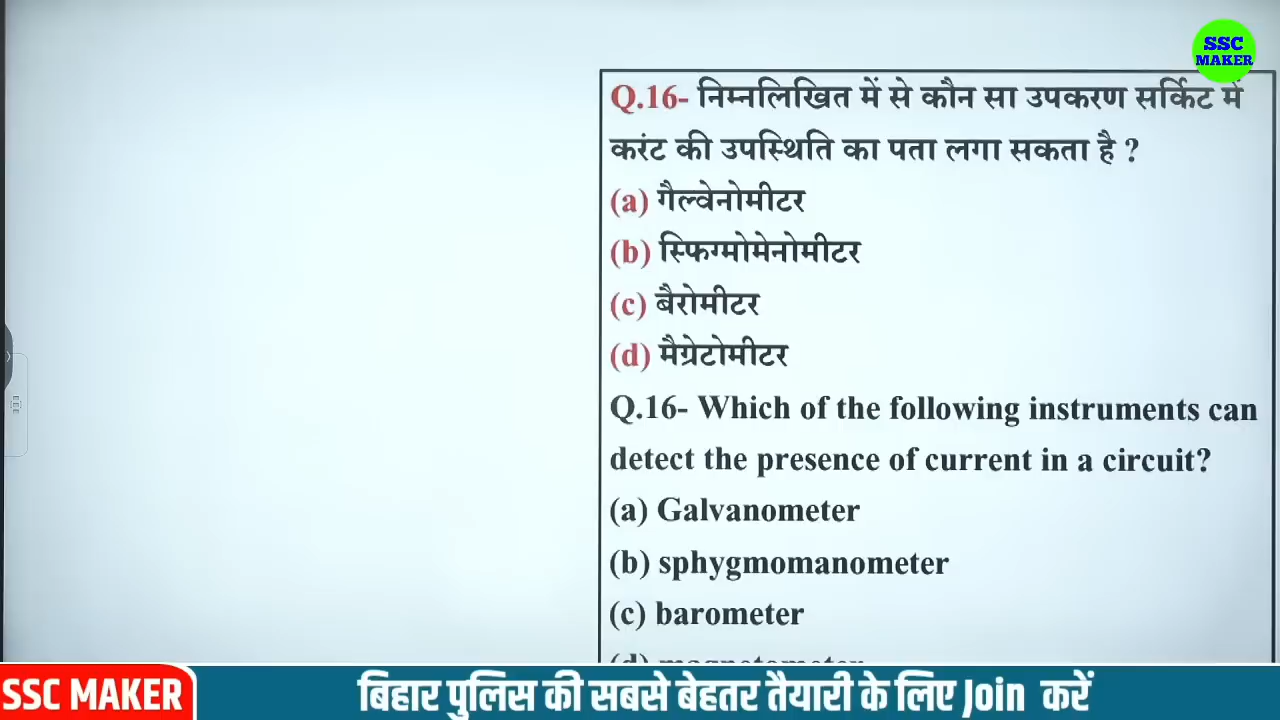 SSC
MAKER
Q.16- निम्नलिखित में से कौन सा उपकरण सर्किट में
करंट की उपस्थिति का पता लगा सकता है ?
(a) गैल्वेनोमीटर
(b) स्फिग्मोमेनोमीटर
(c) बैरोमीटर
(d) मैग्रेटोमीटर
Q.16- Which of the following instruments can
detect the presence of current in a circuit?
(a) Galvanometer
(b) sphygmomanometer
(c) barometer
(d) magnetometer
SSC MAKER
बिहार पुलिस की सबसे बेहतर तैयारी के लिए Join करें